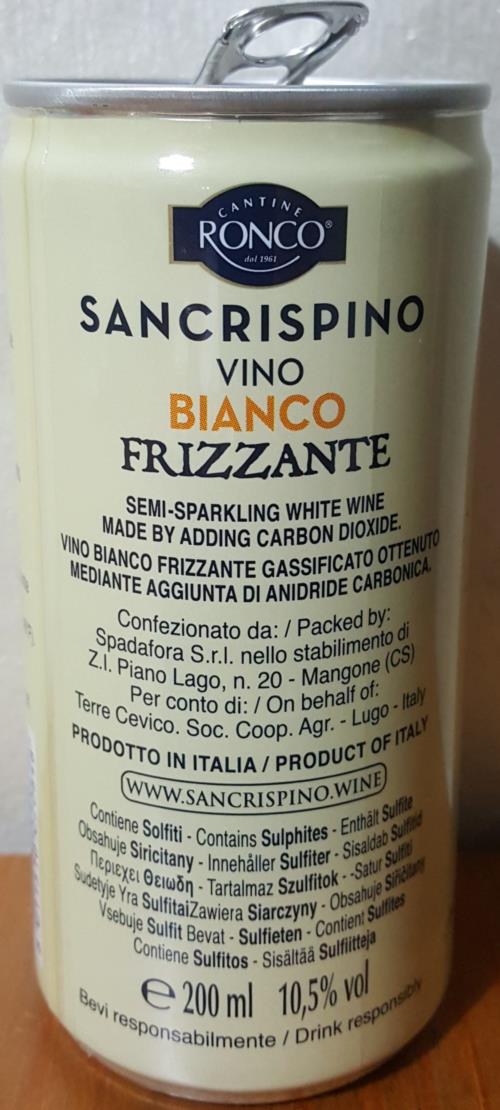 CANTINE
RONCO®
dal 1961
SANCRISPINO
VINO
BIANCO
FRIZZANTE
SEMI-SPARKLING WHITE WINE
MADE BY ADDING CARBON DIOXIDE.
VINO BIANCO FRIZZANTE GASSIFICATO OTTENUTO
MEDIANTE AGGIUNTA DI ANIDRIDE CARBONICA.
Confezionato da: / Packed by:
Spadafora S.r.l. nello stabilimento di
Z.I. Piano Lago, n. 20 - Mangone (CS)
Per conto di: / On behalf of:
Terre Cevico. Soc. Coop. Agr. - Lugo - Italy
PRODOTTO IN ITALIA / PRODUCT OF ITALY
WWW.SANCRISPINO.WINE
Contiene Solfiti - Contains Sulphites - Enthält Sulfite
Obsahuje Siricitany - Innehåller Sulfiter - Sisaldab Sulfitid
Περιεχει Θειωδη - Tartalmaz Szulfitok - -Satur Sulfiti
Sudetyje Yra SulfitaiZawiera Siarczyny - Obsahuje Siřičitany
Vsebuje Sulfit Bevat - Sulfieten - Contient Sulfites
Contiene Sulfitos - Sisältää Sulfiitteja
℮ 200 ml 10,5% vol
Bevi responsabilmente / Drink responsibly